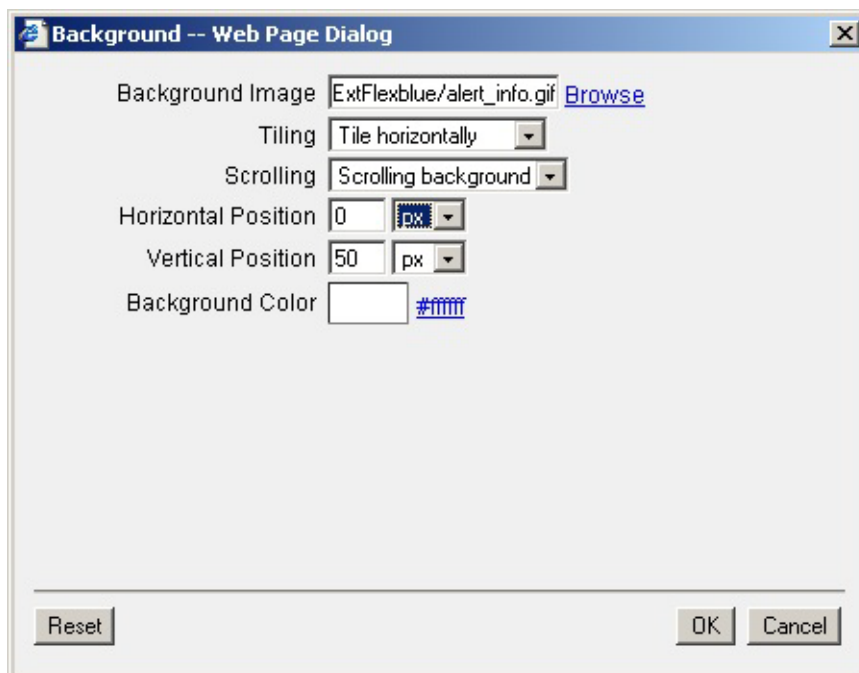 Background -- Web Page Dialog
Background Image ExtFlexblue/alert_info.gif Browse
Tiling Tile horizontally
Scrolling Scrolling background
Horizontal Position 0 px
Vertical Position 50 px
Background Color #ffffff
Reset OK Cancel